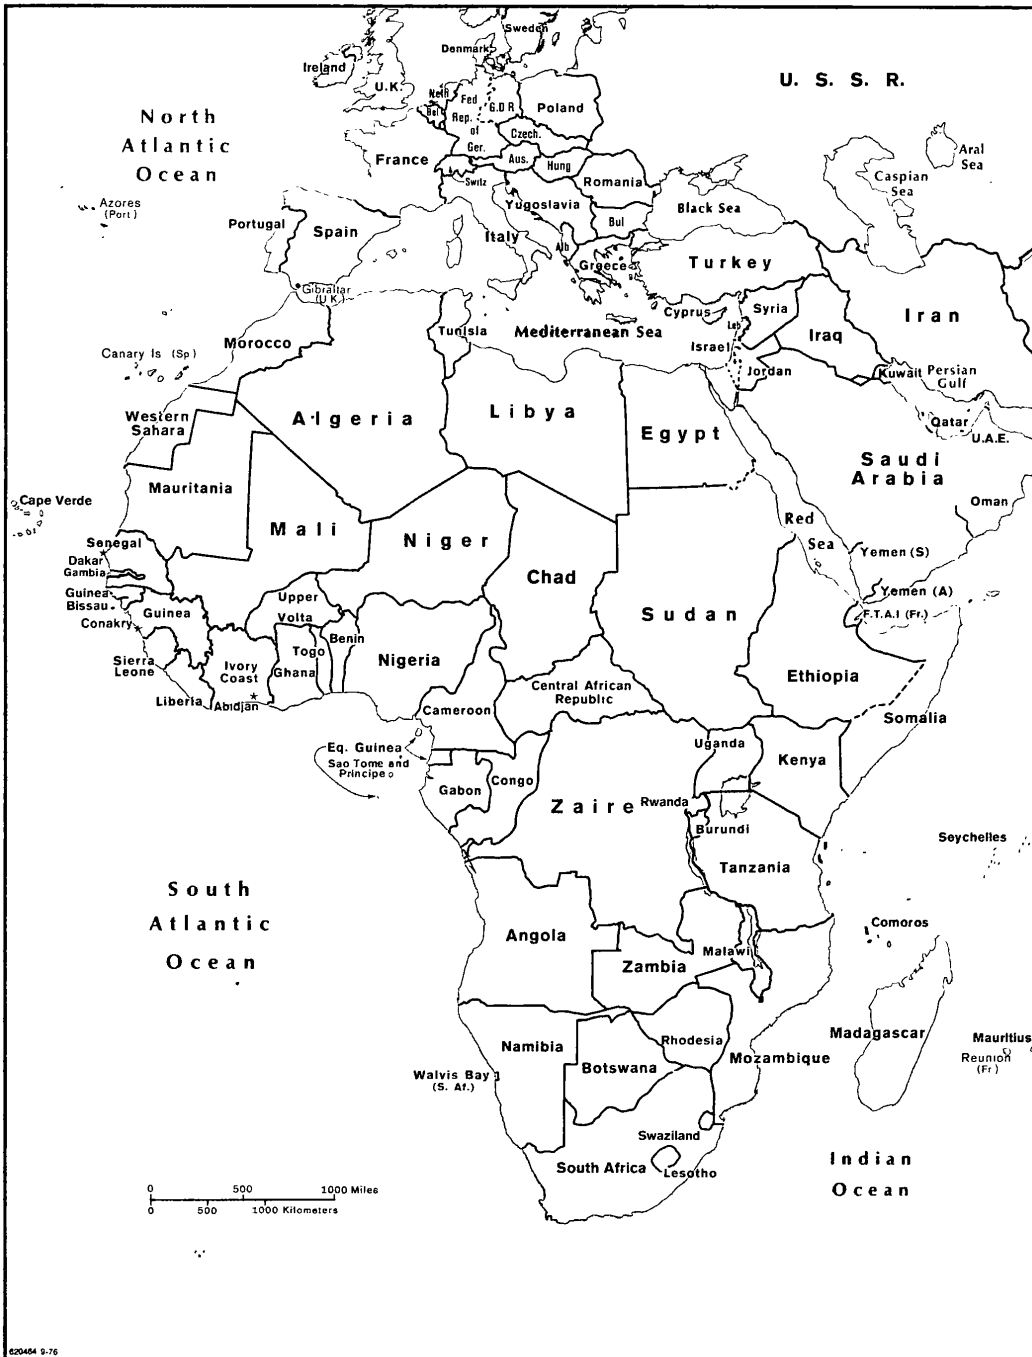 Sweden
Denmark
Ireland
U.K.
Neth
Bel
Fed
Rep.
of
Ger.
G.D R
Poland
U. S. S. R.
North
Atlantic
Ocean
Czech.
France
Aus.
Hung
Switz
Romania
Aral
Sea
Caspian
Sea
Azores
(Port)
Portugal
Spain
Italy
Yugoslavia
Bul
Black Sea
Alb
Greece
Turkey
Gibraltar
(U K)
Morocco
Tunisia
Mediterranean Sea
Cyprus
Leb
Syria
Israel
Iraq
Iran
Jordan
Kuwait
Persian
Gulf
Canary Is (Sp)
Western
Sahara
Algeria
Libya
Egypt
Qatar
U.A.E.
Saudi
Arabia
Oman
Mauritania
Cape Verde
Mali
Niger
Chad
Sudan
Red
Sea
Yemen (S)
Yemen (A)
F.T.A.I (Fr.)
Senegal
Dakar
Gambia
Guinea
Bissau
Guinea
Conakry
Upper
Volta
Benin
Togo
Ghana
Nigeria
Sierra
Leone
Ivory
Coast
Liberia
Abidjan
Central African
Republic
Cameroon
Ethiopia
Somalia
Eq. Guinea
Sao Tome and
Principe
Gabon
Congo
Zaire
Rwanda
Burundi
Uganda
Kenya
Tanzania
Seychelles
South
Atlantic
Ocean
Angola
Zambia
Malawi
Comoros
Namibia
Botswana
Rhodesia
Mozambique
Madagascar
Mauritius
Reunion
(Fr)
Walvis Bay
(S. Af.)
Swaziland
South Africa
Lesotho
Indian
Ocean
0 500 1000 Miles
0 500 1000 Kilometers
620464 9-76